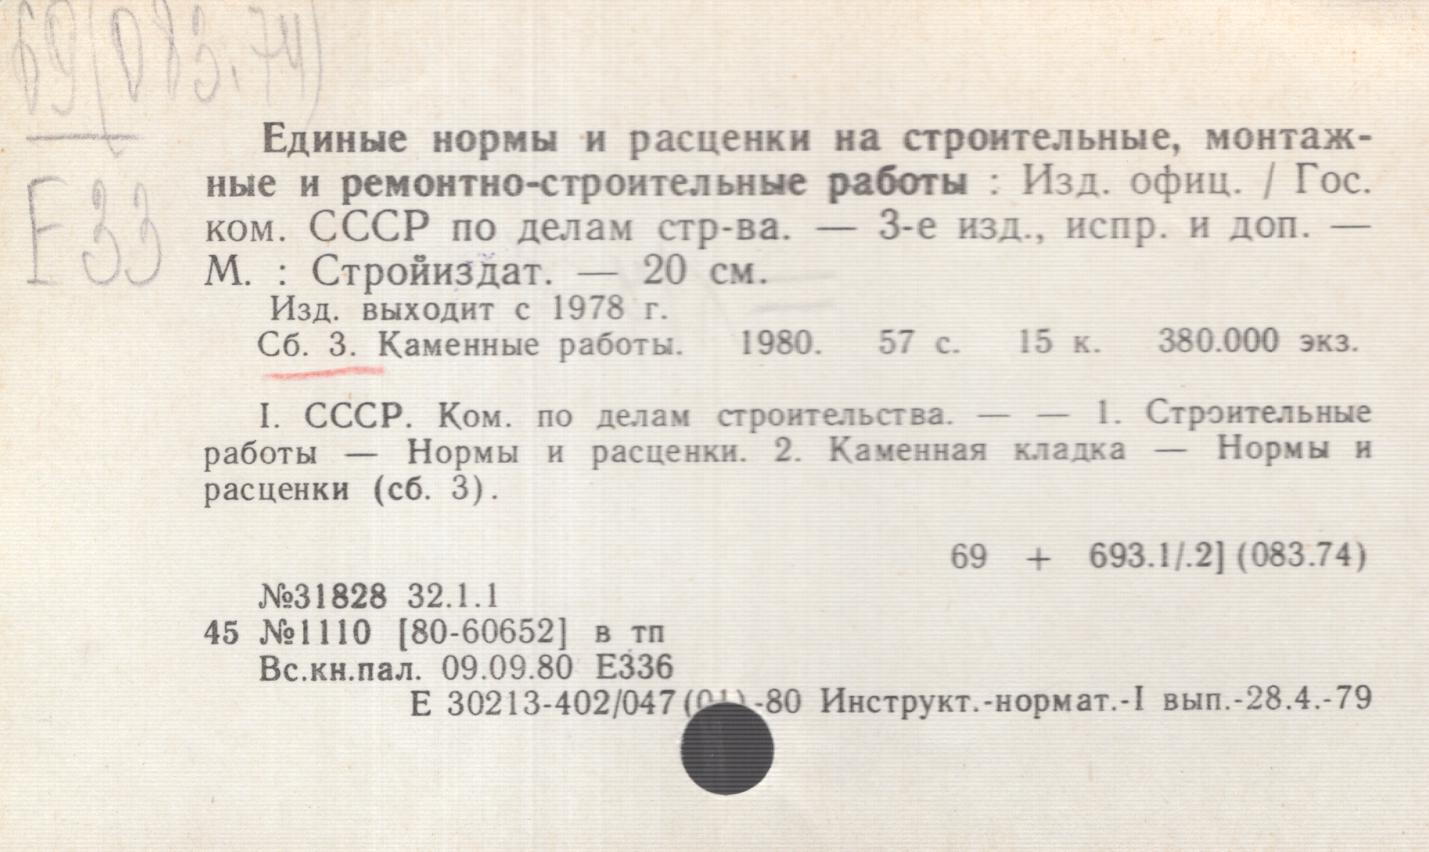 69(083.74)
Е33
Единые нормы и расценки на строительные, монтаж-
ные и ремонтно-строительные работы : Изд. офиц. / Гос.
ком. СССР по делам стр-ва. — 3-е изд., испр. и доп. —
М. : Стройиздат. — 20 см.
Изд. выходит с 1978 г.
Сб. 3. Каменные работы. 1980. 57 с. 15 к. 380.000 экз.
I. СССР. Ком. по делам строительства. — — 1. Строительные
работы — Нормы и расценки. 2. Каменная кладка — Нормы и
расценки (сб. 3).
69 + 693.1/.2] (083.74)
№31828 32.1.1
45 №1110 [80-60652] в тп
Вс.кн.пал. 09.09.80 Е336
Е 30213-402/047(01)-80 Инструкт.-нормат.-I вып.-28.4.-79